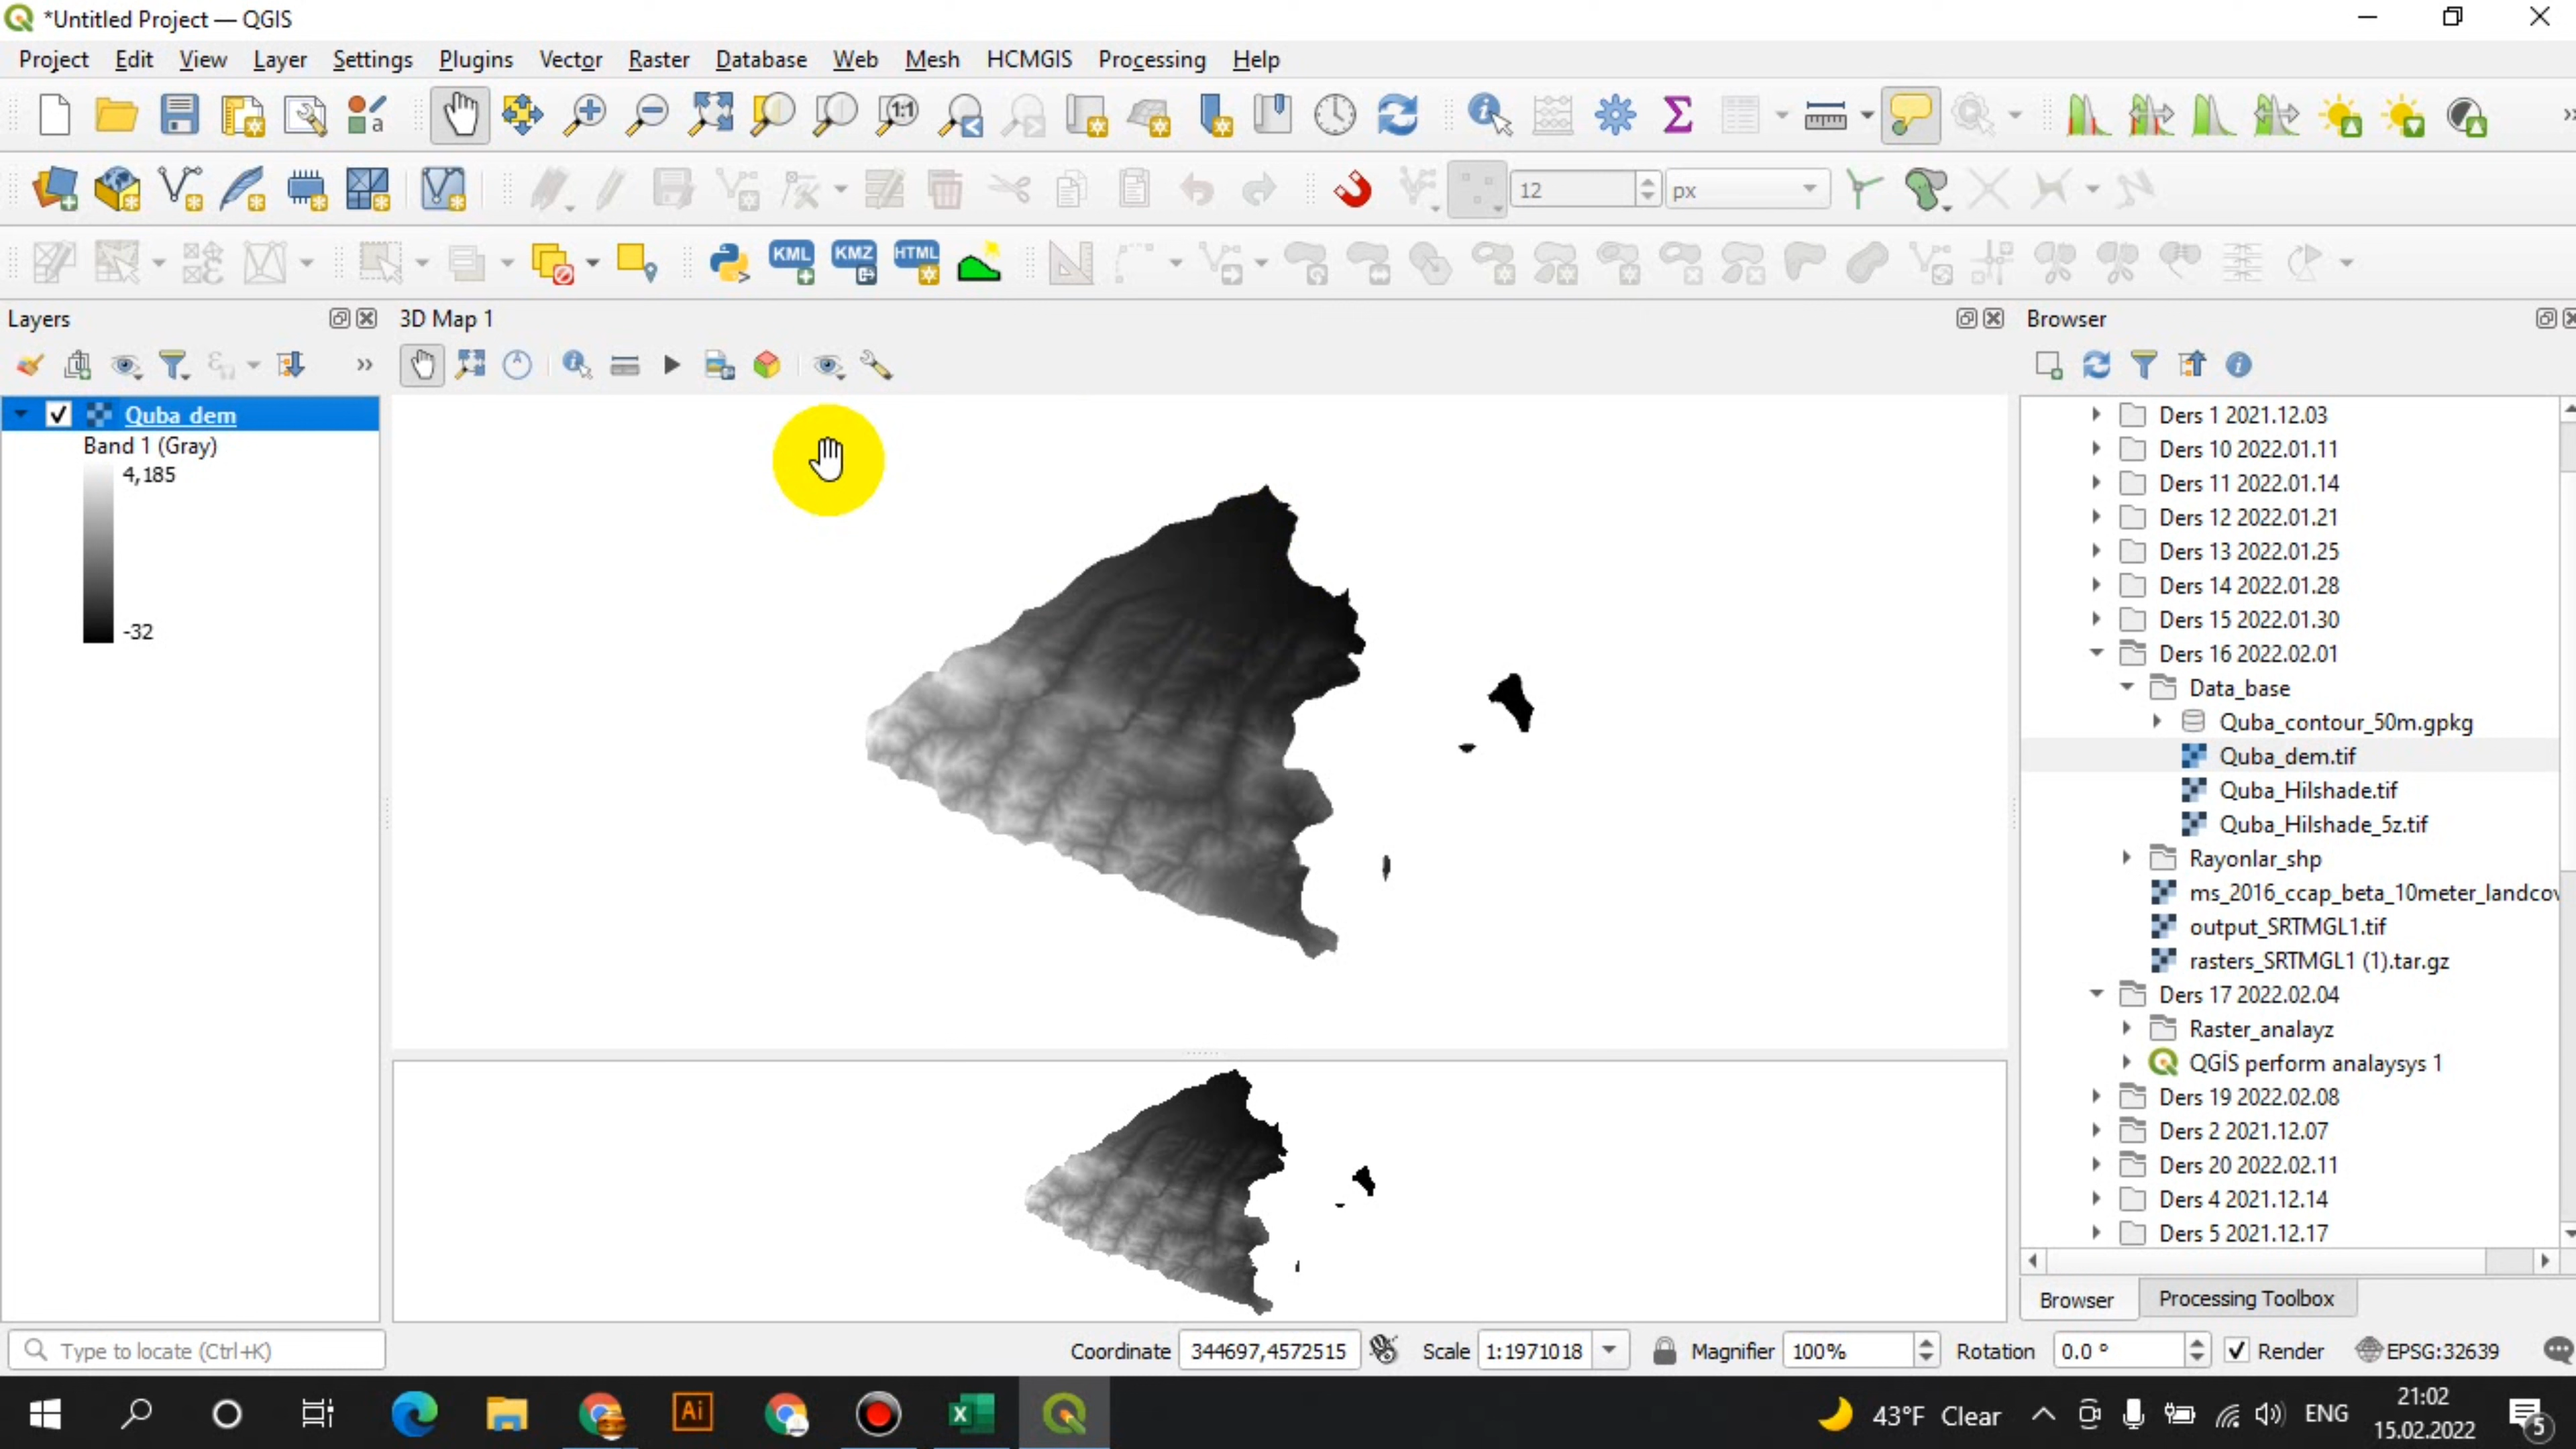 *Untitled Project — QGIS
Project Edit View Layer Settings Plugins Vector Raster Database Web Mesh HCMGIS Processing Help
1:1
a
12 px
KML KMZ HTML
Layers
3D Map 1
Browser
Quba_dem
Band 1 (Gray)
4,185
-32
Ders 1 2021.12.03
Ders 10 2022.01.11
Ders 11 2022.01.14
Ders 12 2022.01.21
Ders 13 2022.01.25
Ders 14 2022.01.28
Ders 15 2022.01.30
Ders 16 2022.02.01
Data_base
Quba_contour_50m.gpkg
Quba_dem.tif
Quba_Hilshade.tif
Quba_Hilshade_5z.tif
Rayonlar_shp
ms_2016_ccap_beta_10meter_landcov
output_SRTMGL1.tif
rasters_SRTMGL1 (1).tar.gz
Ders 17 2022.02.04
Raster_analayz
QGİS perform analaysys 1
Ders 19 2022.02.08
Ders 2 2021.12.07
Ders 20 2022.02.11
Ders 4 2021.12.14
Ders 5 2021.12.17
Browser Processing Toolbox
Type to locate (Ctrl+K)
Coordinate 344697,4572515 Scale 1:1971018 Magnifier 100% Rotation 0.0 ° Render EPSG:32639
Ai
X
43°F Clear
ENG
21:02
15.02.2022
5